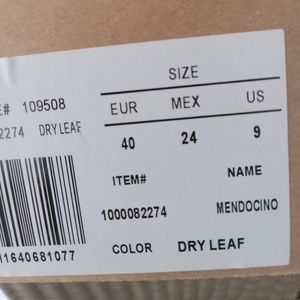 SIZE
E# 109508
EUR MEX US
2274 DRY LEAF
40 24 9
ITEM# NAME
1000082274 MENDOCINO
1640681077
COLOR DRY LEAF